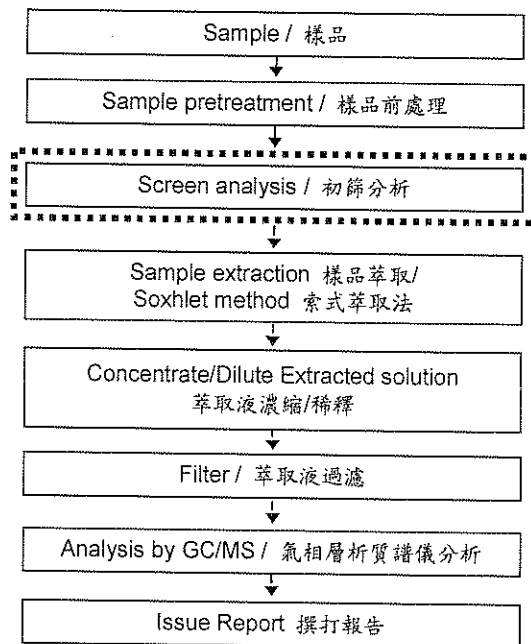 Sample / 樣品
Sample pretreatment / 樣品前處理
Screen analysis / 初篩分析
Sample extraction 樣品萃取/
Soxhlet method 索式萃取法
Concentrate/Dilute Extracted solution
萃取液濃縮/稀釋
Filter / 萃取液過濾
Analysis by GC/MS / 氣相層析質譜儀分析
Issue Report 撰打報告